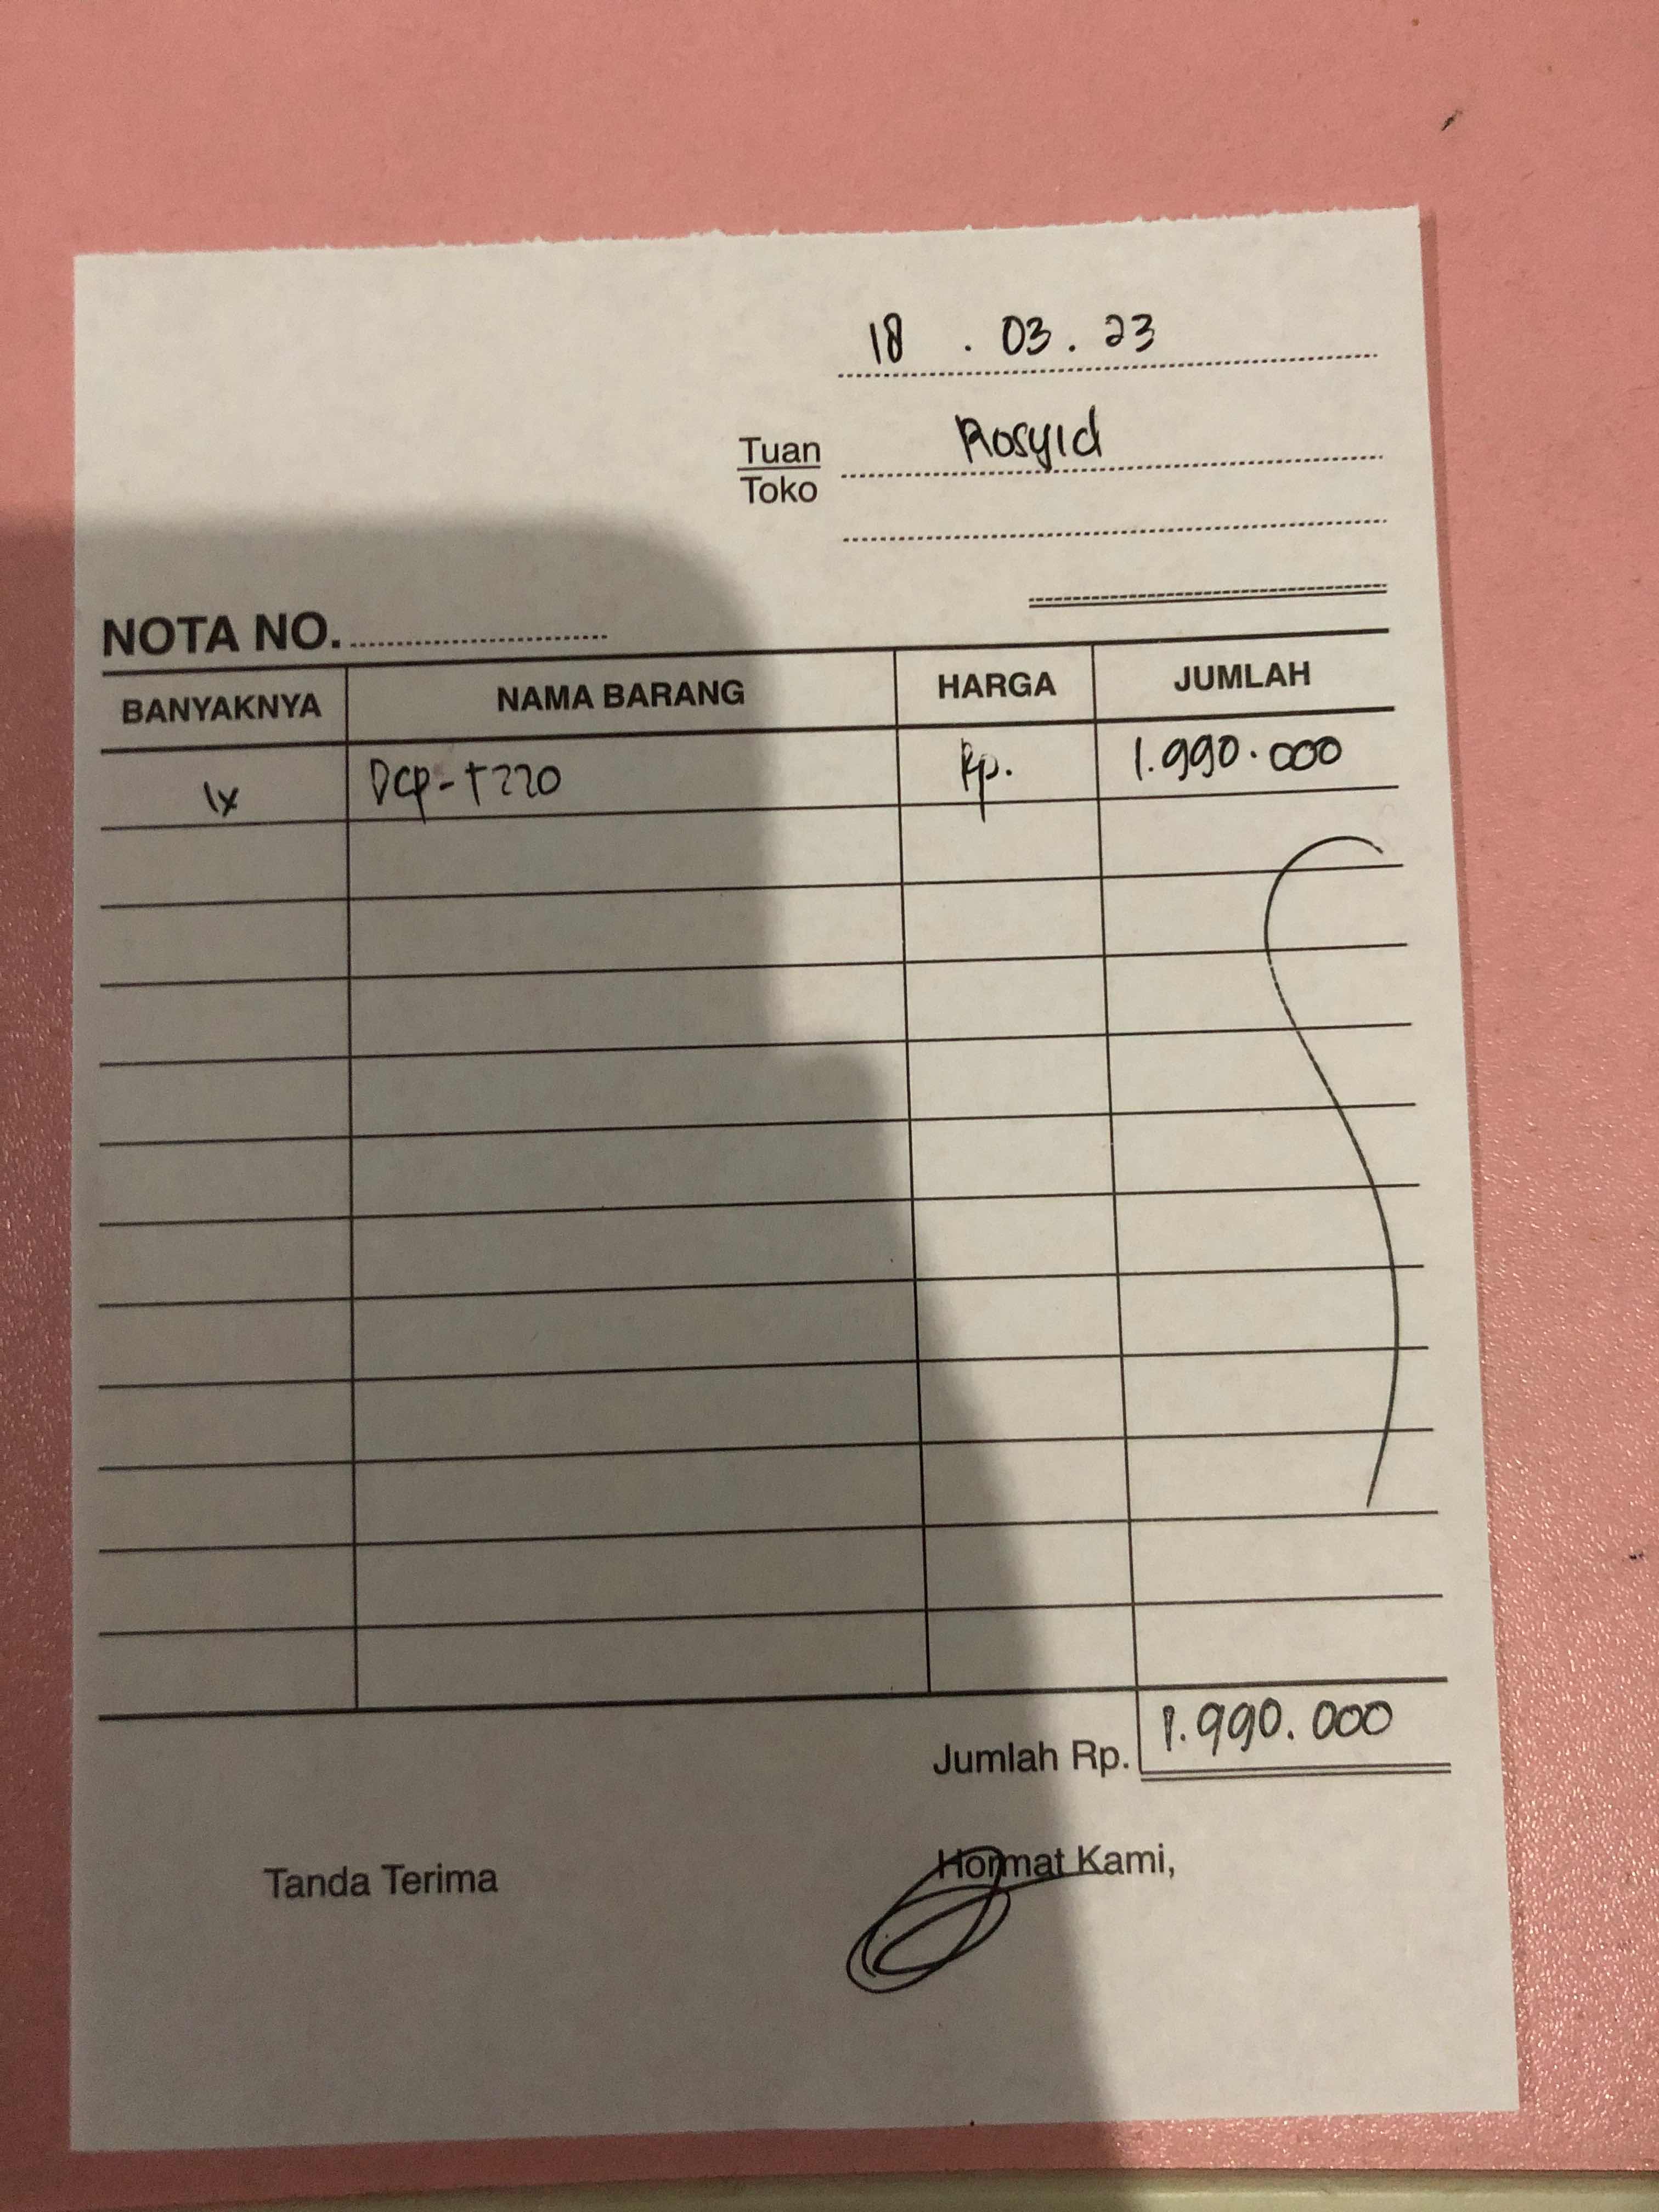 18 . 03 . 23
Tuan Rosyid
Toko
NOTA NO.
BANYAKNYA NAMA BARANG HARGA JUMLAH
1x DCP-T220 Rp. 1.990.000
Jumlah Rp. 1.990.000
Tanda Terima Hormat Kami,